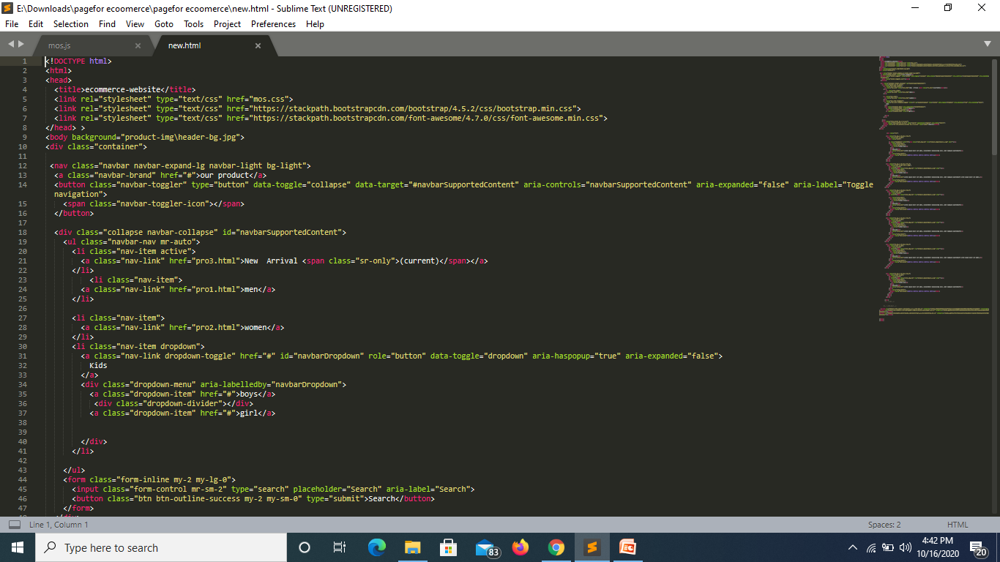 E:\Downloads\pagefor ecoomerce\pagefor ecoomerce\new.html - Sublime Text (UNREGISTERED)
File Edit Selection Find View Goto Tools Project Preferences Help
mos.js × new.html ×
1 <!DOCTYPE html>
2 <html>
3 <head>
4 <title>ecommerce-website</title>
5 <link rel="stylesheet" type="text/css" href="mos.css">
6 <link rel="stylesheet" type="text/css" href="https://stackpath.bootstrapcdn.com/bootstrap/4.5.2/css/bootstrap.min.css">
7 <link rel="stylesheet" type="text/css" href="https://stackpath.bootstrapcdn.com/font-awesome/4.7.0/css/font-awesome.min.css">
8 </head> >
9 <body background="product-img\header-bg.jpg">
10 <div class="container">
11
12 <nav class="navbar navbar-expand-lg navbar-light bg-light">
13 <a class="navbar-brand" href="#">our product</a>
14 <button class="navbar-toggler" type="button" data-toggle="collapse" data-target="#navbarSupportedContent" aria-controls="navbarSupportedContent" aria-expanded="false" aria-label="Toggle
navigation">
15 <span class="navbar-toggler-icon"></span>
16 </button>
17
18 <div class="collapse navbar-collapse" id="navbarSupportedContent">
19 <ul class="navbar-nav mr-auto">
20 <li class="nav-item active">
21 <a class="nav-link" href="pro3.html">New  Arrival <span class="sr-only">(current)</span></a>
22 </li>
23 <li class="nav-item">
24 <a class="nav-link" href="pro1.html">men</a>
25 </li>
26
27 <li class="nav-item">
28 <a class="nav-link" href="pro2.html">women</a>
29 </li>
30 <li class="nav-item dropdown">
31 <a class="nav-link dropdown-toggle" href="#" id="navbarDropdown" role="button" data-toggle="dropdown" aria-haspopup="true" aria-expanded="false">
32 Kids
33 </a>
34 <div class="dropdown-menu" aria-labelledby="navbarDropdown">
35 <a class="dropdown-item" href="#">boys</a>
36 <div class="dropdown-divider"></div>
37 <a class="dropdown-item" href="#">girl</a>
38
39
40 </div>
41 </li>
42
43 </ul>
44 <form class="form-inline my-2 my-lg-0">
45 <input class="form-control mr-sm-2" type="search" placeholder="Search" aria-label="Search">
46 <button class="btn btn-outline-success my-2 my-sm-0" type="submit">Search</button>
47 </form>
Line 1, Column 1 Spaces: 2 HTML
Type here to search 83 4:42 PM
10/16/2020 20